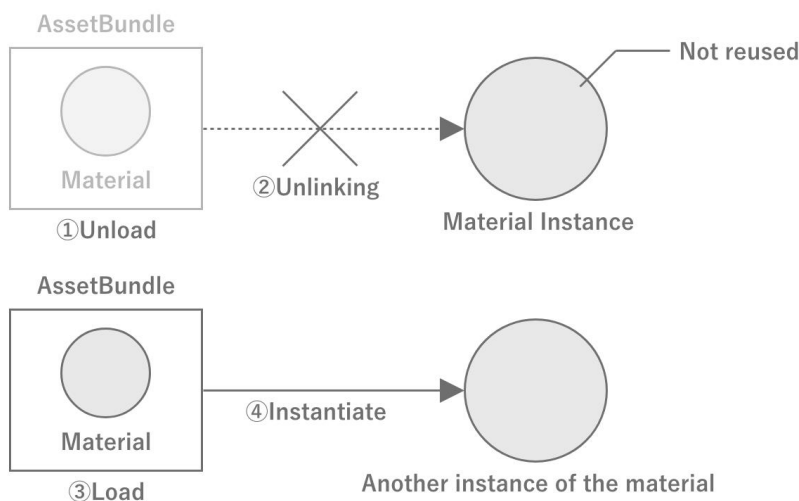 AssetBundle
Not reused
Material
②Unlinking
Material Instance
①Unload
AssetBundle
④Instantiate
Material
Another instance of the material
③Load